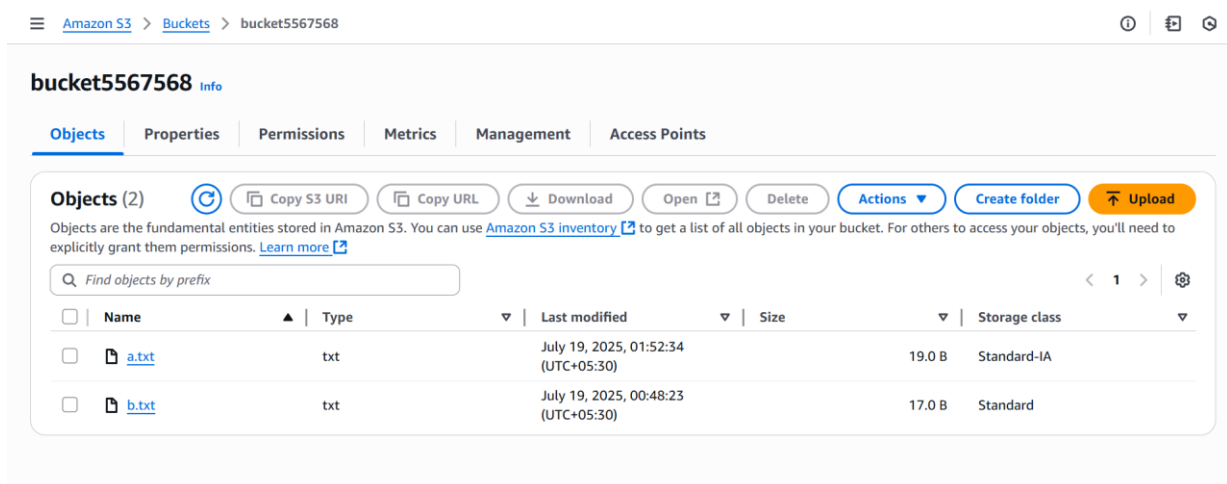 Amazon S3 > Buckets > bucket5567568
bucket5567568 Info
Objects Properties Permissions Metrics Management Access Points
Objects (2) Copy S3 URI Copy URL Download Open Delete Actions Create folder Upload
Objects are the fundamental entities stored in Amazon S3. You can use Amazon S3 inventory to get a list of all objects in your bucket. For others to access your objects, you'll need to
explicitly grant them permissions. Learn more
Find objects by prefix 1
Name Type Last modified Size Storage class
a.txt txt July 19, 2025, 01:52:34 (UTC+05:30) 19.0 B Standard-IA
b.txt txt July 19, 2025, 00:48:23 (UTC+05:30) 17.0 B Standard